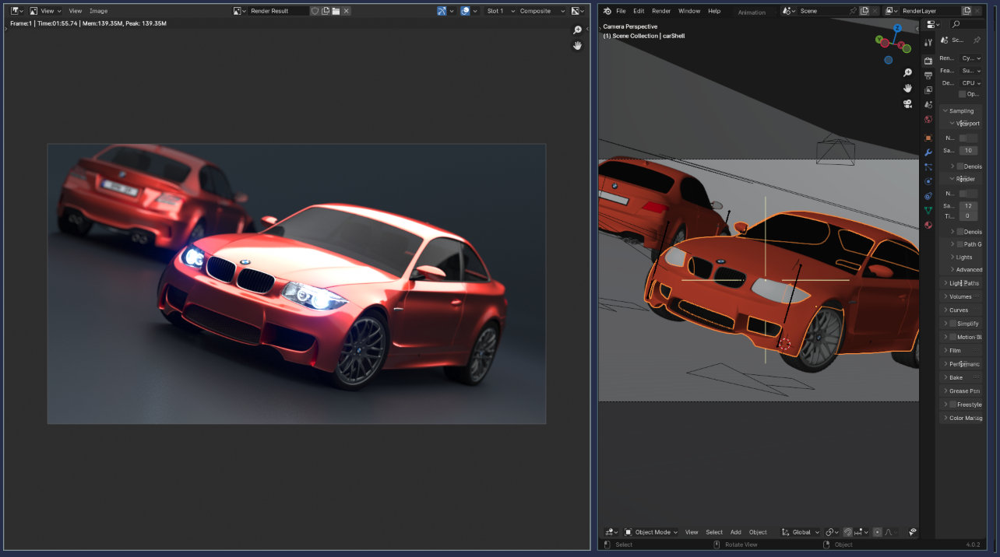 View View Image Render Result Slot 1 Composite
Frame:1 | Time:01:55.74 | Mem:139.35M, Peak: 139.35M
File Edit Render Window Help Animation Scene RenderLayer
Camera Perspective
(1) Scene Collection | carShell
Z
Y
X
Sc...
Ren... Cy...
Fea... Su...
De... CPU
Op...
Sampling
Viewport
N...
Sa... 10
Denois
Render
N...
Sa... 12
Ti... 0
Denois
Path G
Lights
Advanced
Light Paths
Volumes
Curves
Simplify
Motion Bl
Film
Performanc
Bake
Grease Pen
Freestyle
Color Manag
Object Mode View Select Add Object Global
Select Rotate View Object 4.0.2